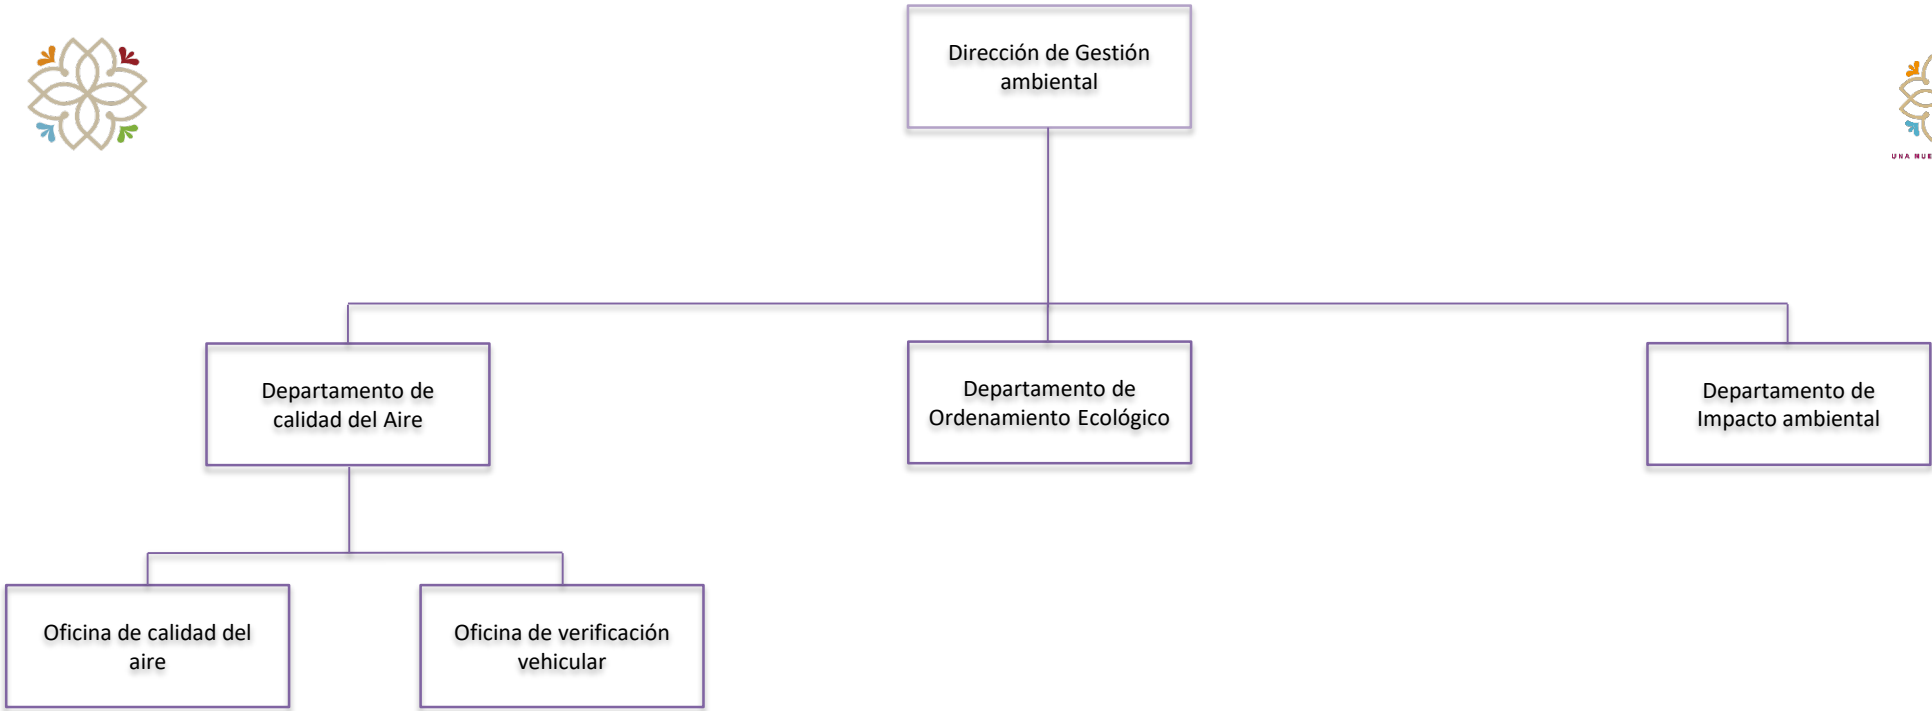 Dirección de Gestión
ambiental
UNA NUE
Departamento de
calidad del Aire
Departamento de
Ordenamiento Ecológico
Departamento de
Impacto ambiental
Oficina de calidad del
aire
Oficina de verificación
vehicular